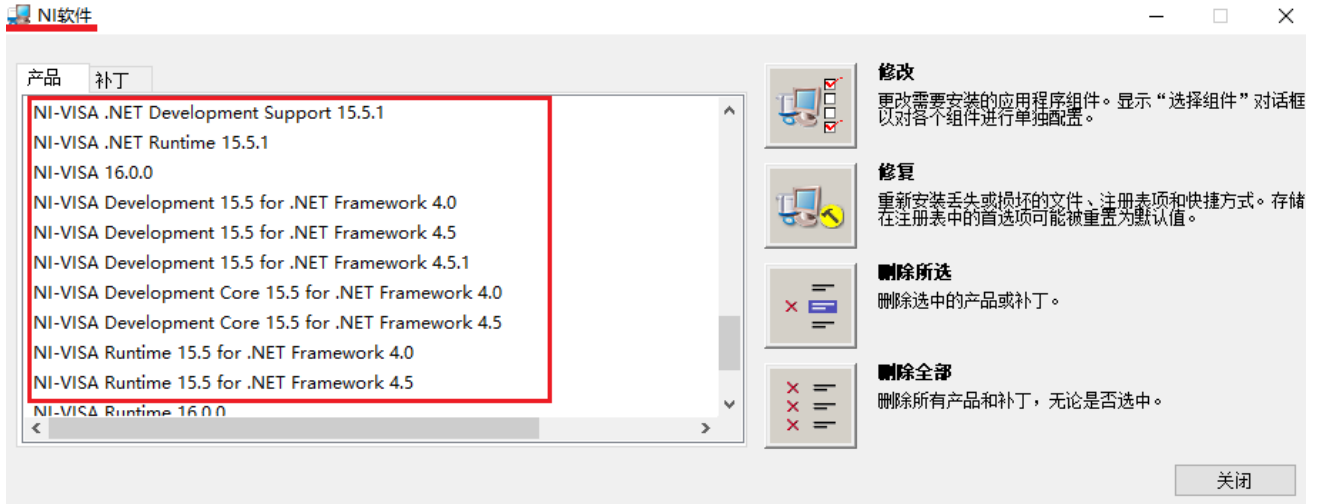 NI软件
产品
补丁
NI-VISA .NET Development Support 15.5.1
NI-VISA .NET Runtime 15.5.1
NI-VISA 16.0.0
NI-VISA Development 15.5 for .NET Framework 4.0
NI-VISA Development 15.5 for .NET Framework 4.5
NI-VISA Development 15.5 for .NET Framework 4.5.1
NI-VISA Development Core 15.5 for .NET Framework 4.0
NI-VISA Development Core 15.5 for .NET Framework 4.5
NI-VISA Runtime 15.5 for .NET Framework 4.0
NI-VISA Runtime 15.5 for .NET Framework 4.5
NI-VISA Runtime 16.0.0
修改
更改需要安装的应用程序组件。显示“选择组件”对话框
以对各个组件进行单独配置。
修复
重新安装丢失或损坏的文件、注册表项和快捷方式。存储
在注册表中的首选项可能被重置为默认值。
删除所选
删除选中的产品或补丁。
删除全部
删除所有产品和补丁，无论是否选中。
关闭